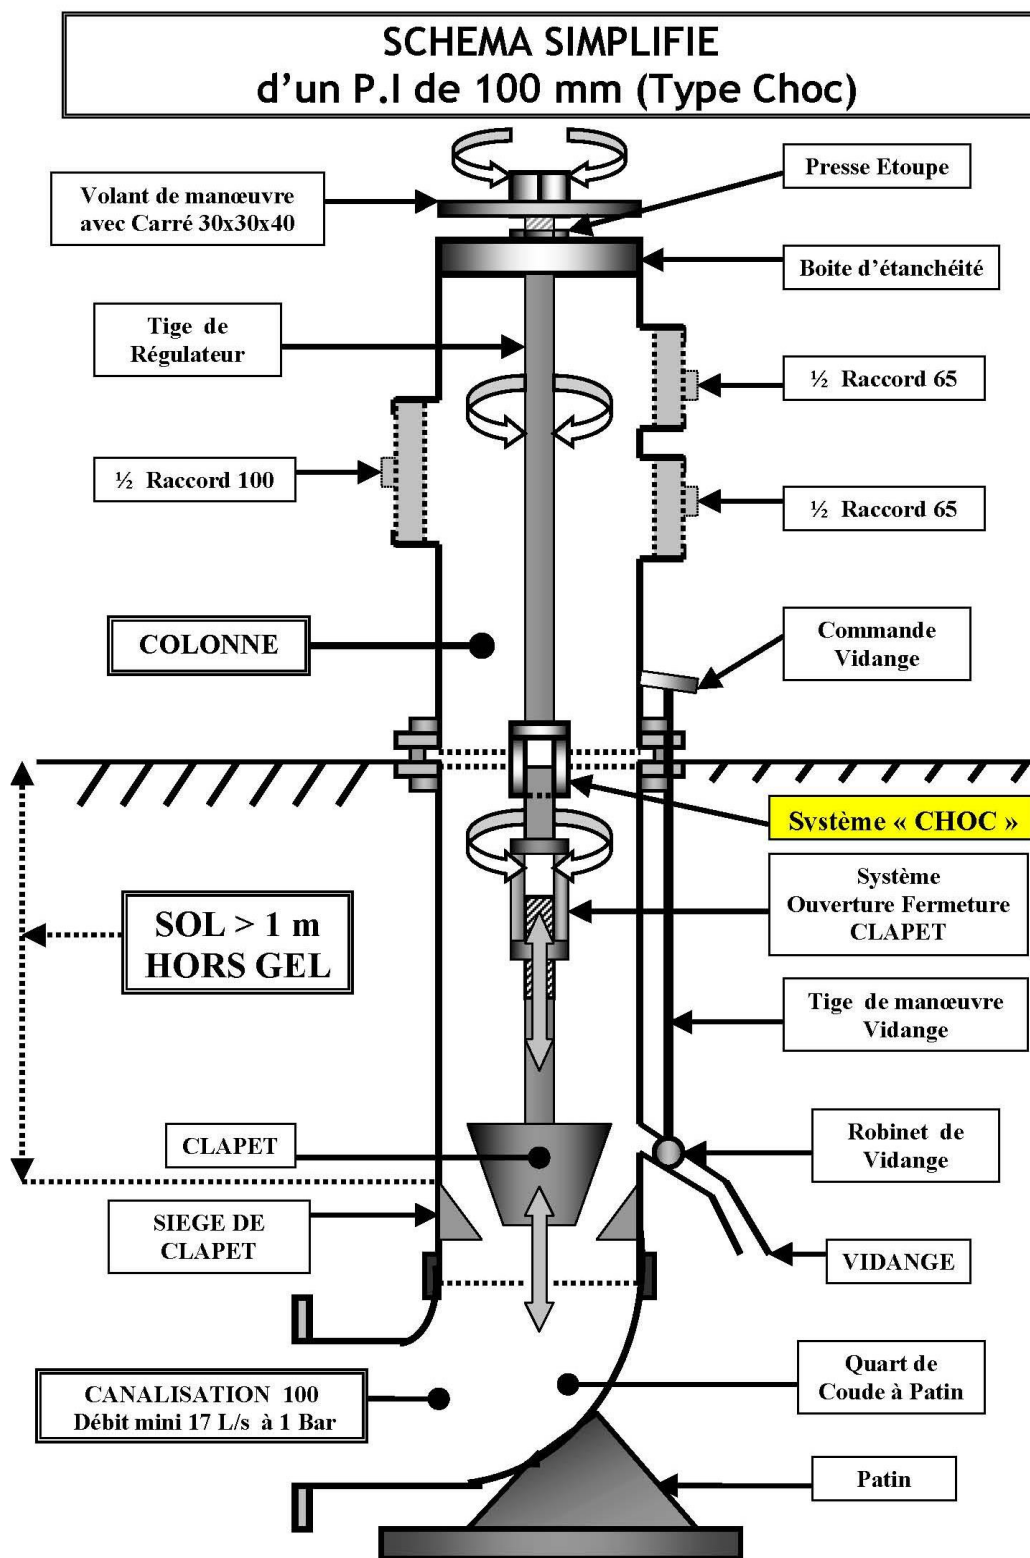 SCHEMA SIMPLIFIE
d'un P.I de 100 mm (Type Choc)
Volant de manœuvre
avec Carré 30x30x40
Presse Etoupe
Boite d'étanchéité
Tige de
Régulateur
½ Raccord 65
½ Raccord 100
½ Raccord 65
COLONNE
Commande
Vidange
Système « CHOC »
Système
Ouverture Fermeture
CLAPET
SOL > 1 m
HORS GEL
Tige de manœuvre
Vidange
CLAPET
Robinet de
Vidange
SIEGE DE
CLAPET
VIDANGE
CANALISATION 100
Débit mini 17 L/s à 1 Bar
Quart de
Coude à Patin
Patin